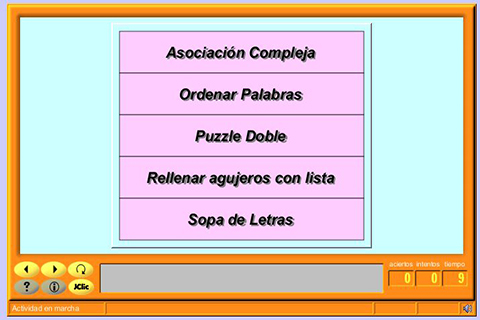 Asociación Compleja
Ordenar Palabras
Puzzle Doble
Rellenar agujeros con lista
Sopa de Letras
aciertos intentos tiempo
0 0 9
? i JClic
Actividad en marcha